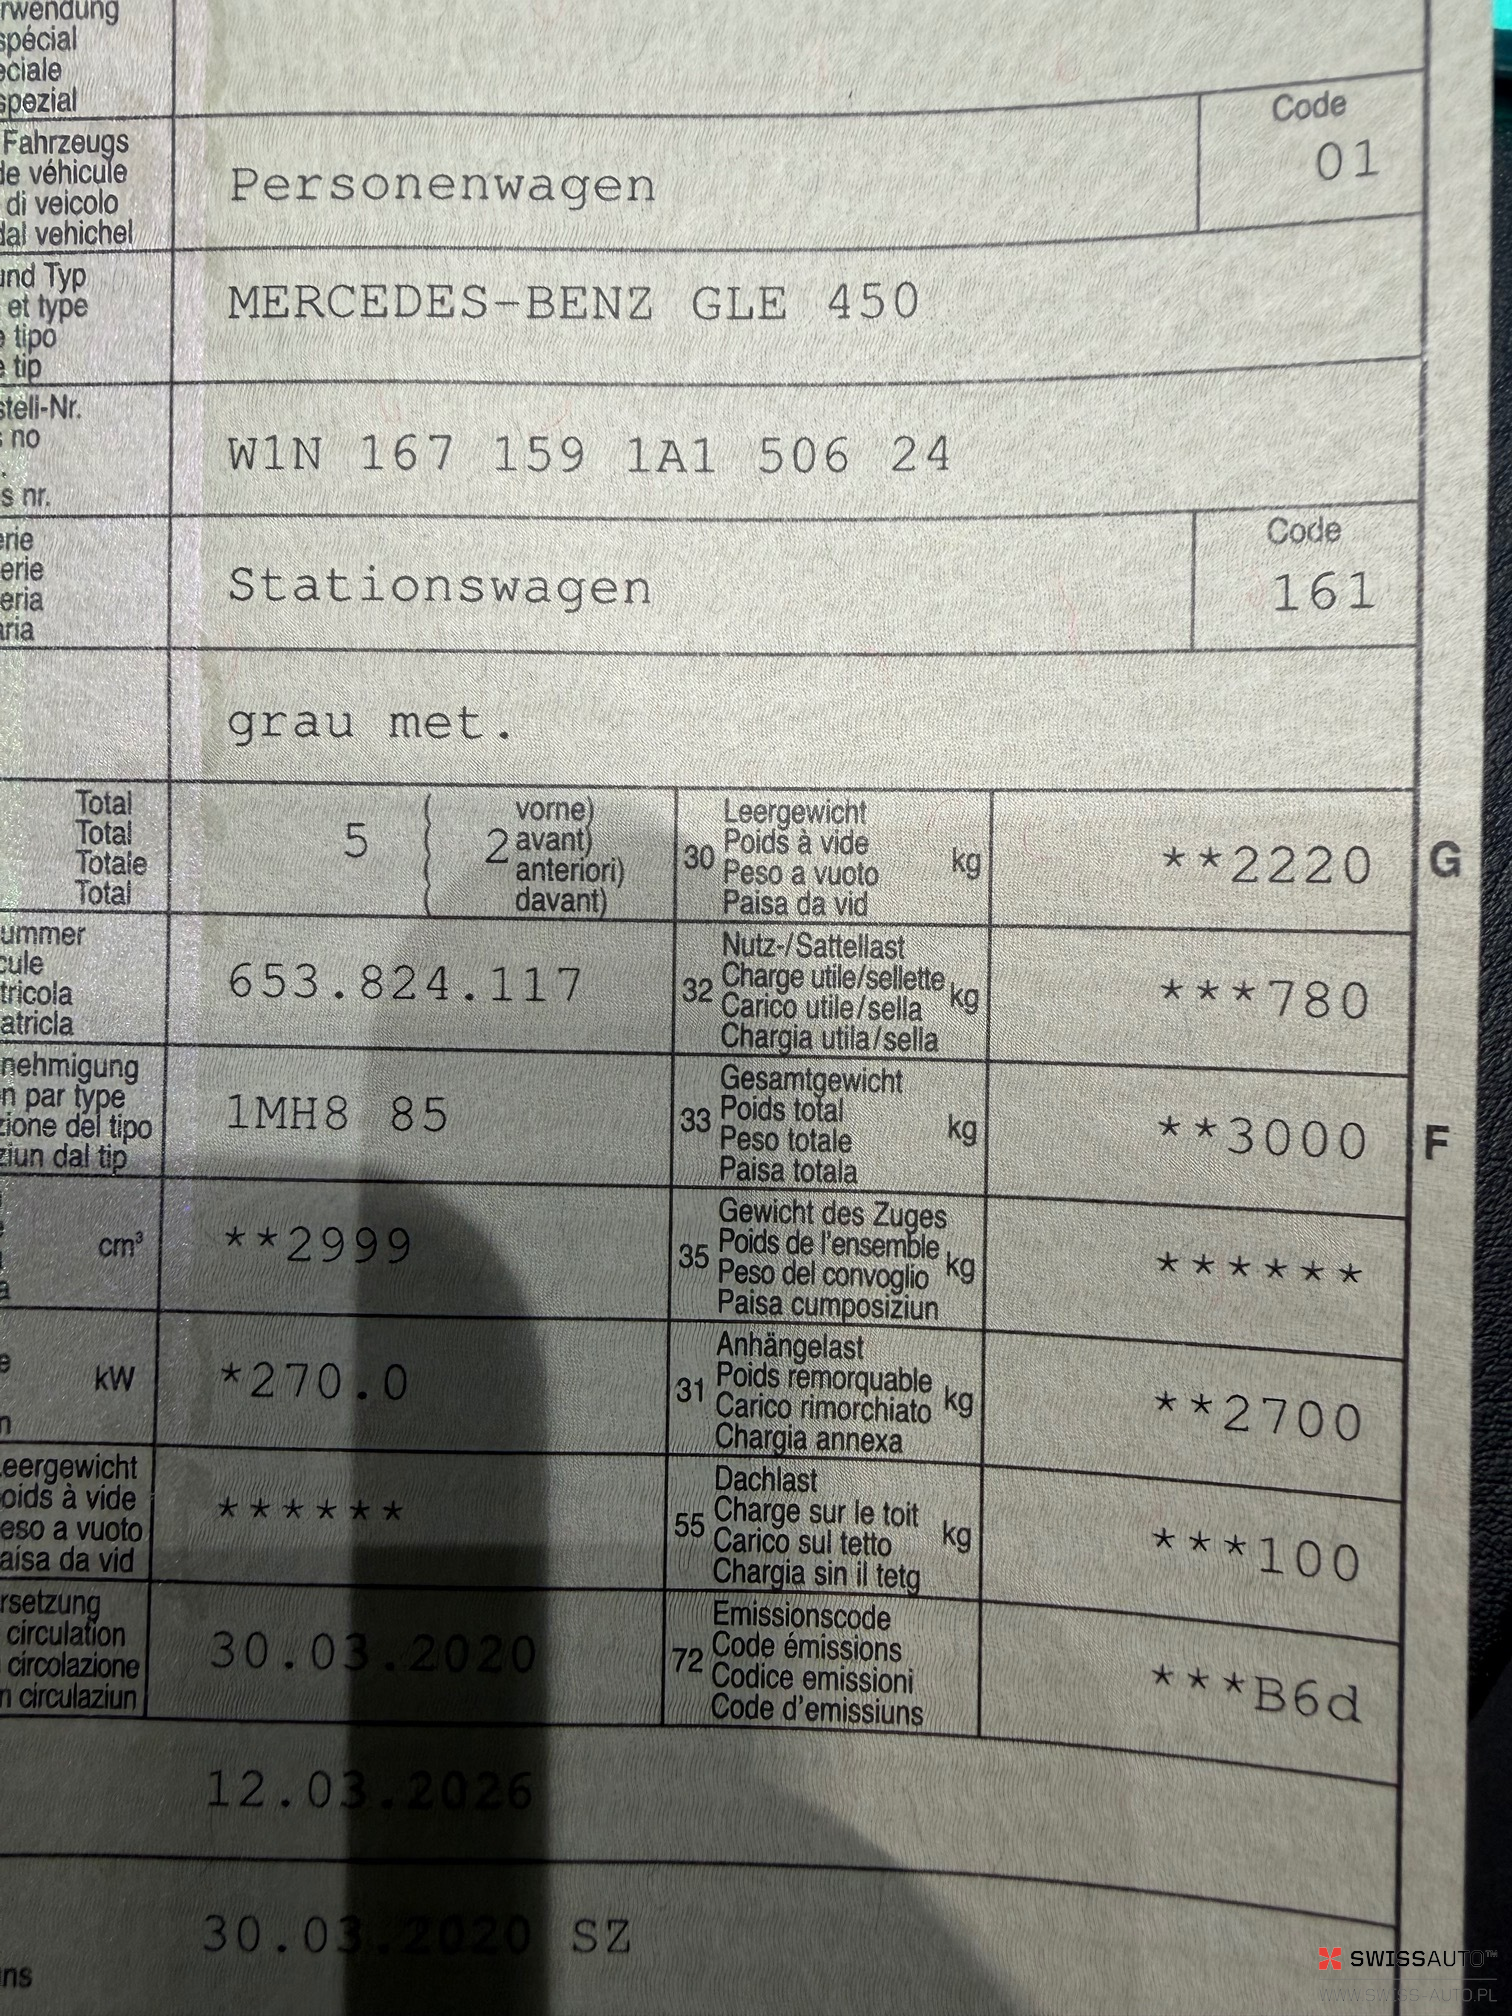 rwendung
spécial
eciale
spezial
Fahrzeugs
de véhicule
di veicolo
dal vehichel
Personenwagen
Code
01
und Typ
et type
e tipo
e tip
MERCEDES-BENZ GLE 450
stell-Nr.
s no
.
s nr.
W1N 167 159 1A1 506 24
erie
erie
eria
aria
Stationswagen
Code
161
grau met.
Total
Total
Totale
Total
5
2
vorne)
avant)
anteriori)
davant)
30
Leergewicht
Poids à vide
Peso a vuoto
Paisa da vid
kg
**2220
G
ummer
cule
tricola
atricla
653.824.117
32
Nutz-/Sattellast
Charge utile/sellette
Carico utile/sella
Chargia utila/sella
kg
***780
nehmigung
n par type
zione del tipo
ziun dal tip
1MH8 85
33
Gesamtgewicht
Poids total
Peso totale
Paisa totala
kg
**3000
F
cm³
**2999
35
Gewicht des Zuges
Poids de l'ensemble
Peso del convoglio
Paisa cumposiziun
kg
******
e
n
kW
*270.0
31
Anhängelast
Poids remorquable
Carico rimorchiato
Chargia annexa
kg
**2700
Leergewicht
oids à vide
eso a vuoto
aisa da vid
******
55
Dachlast
Charge sur le toit
Carico sul tetto
Chargia sin il tetg
kg
***100
rsetzung
circulation
circolazione
n circulaziun
30.03.2020
72
Emissionscode
Code émissions
Codice emissioni
Code d'emissiuns
***B6d
12.03.2026
30.03.2020 SZ
ns
SWISSAUTO™
WWW.SWISS-AUTO.PL